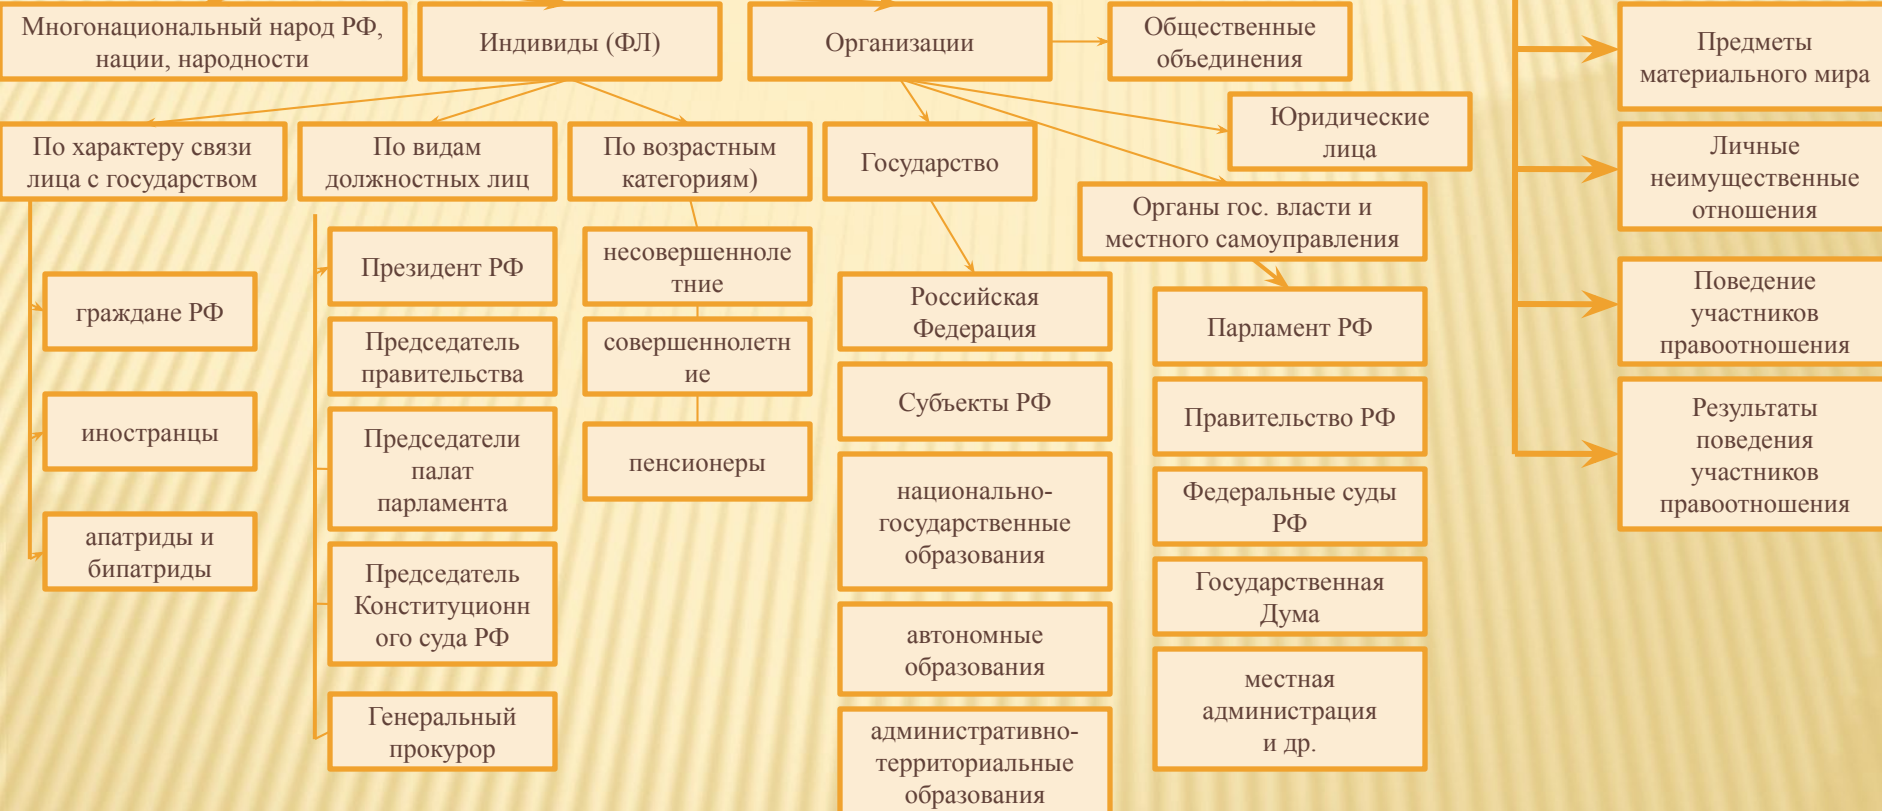 Многонациональный народ РФ,
нации, народности
Индивиды (ФЛ)
Организации
Общественные
объединения
Юридические
лица
По характеру связи
лица с государством
По видам
должностных лиц
По возрастным
категориям)
Государство
Органы гос. власти и
местного самоуправления
граждане РФ
иностранцы
апатриды и
бипатриды
Президент РФ
Председатель
правительства
Председатели
палат
парламента
Председатель
Конституционн
ого суда РФ
Генеральный
прокурор
несовершенноле
тние
совершеннолетн
ие
пенсионеры
Российская
Федерация
Субъекты РФ
национально-
государственные
образования
автономные
образования
административно-
территориальные
образования
Парламент РФ
Правительство РФ
Федеральные суды
РФ
Государственная
Дума
местная
администрация
и др.
Предметы
материального мира
Личные
неимущественные
отношения
Поведение
участников
правоотношения
Результаты
поведения
участников
правоотношения